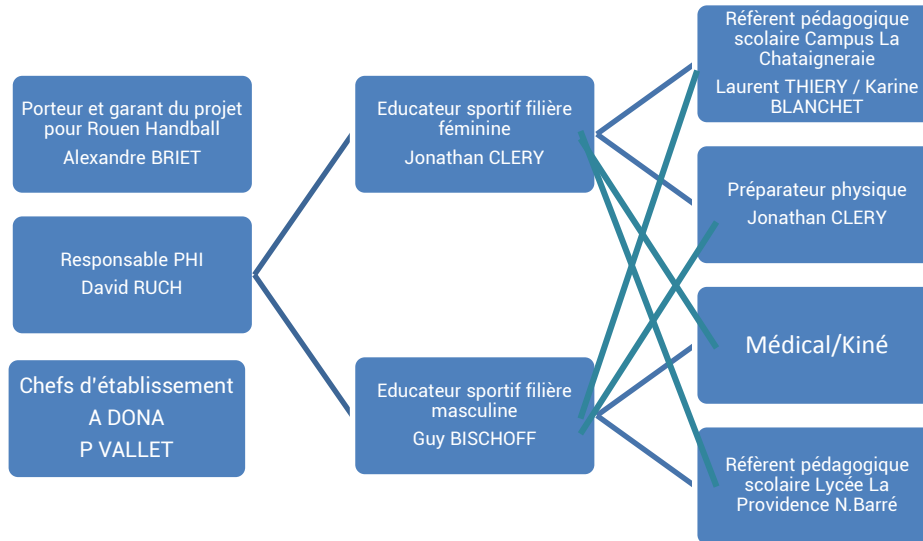 Porteur et garant du projet
pour Rouen Handball
Alexandre BRIET
Responsable PHI
David RUCH
Chefs d'établissement
A DONA
P VALLET
Educateur sportif filière
féminine
Jonathan CLERY
Educateur sportif filière
masculine
Guy BISCHOFF
Réfèrent pédagogique
scolaire Campus La
Chataigneraie
Laurent THIERY / Karine
BLANCHET
Préparateur physique
Jonathan CLERY
Médical/Kiné
Réfèrent pédagogique
scolaire Lycée La
Providence N.Barré